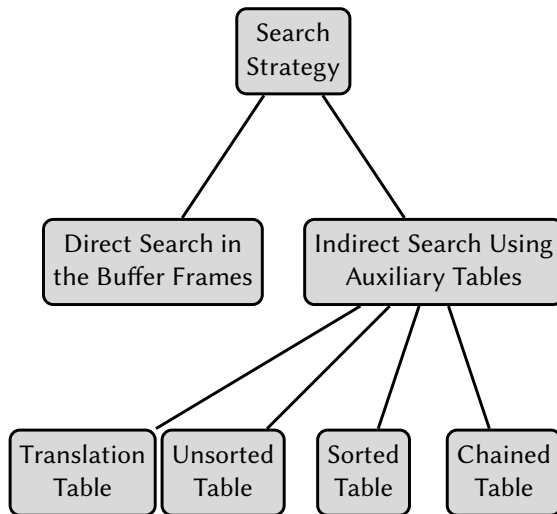 Search
Strategy
Direct Search in
the Buffer Frames
Indirect Search Using
Auxiliary Tables
Translation
Table
Unsorted
Table
Sorted
Table
Chained
Table